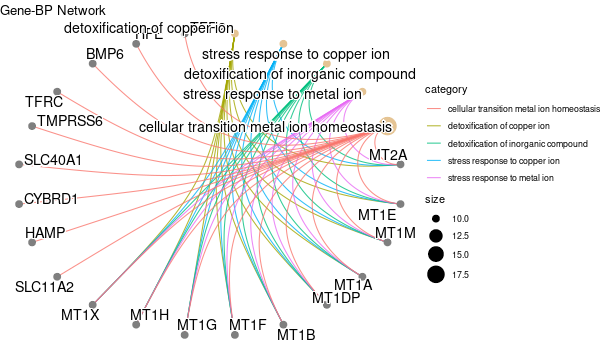 Gene-BP Network
detoxification of copper ion
HFE
BMP6
stress response to copper ion
detoxification of inorganic compound
stress response to metal ion
TFRC
TMPRSS6
cellular transition metal ion homeostasis
MT2A
SLC40A1
CYBRD1
MT1E
HAMP
MT1M
SLC11A2
MT1A
MT1DP
MT1X
MT1H
MT1G
MT1F
MT1B
category
cellular transition metal ion homeostasis
detoxification of copper ion
detoxification of inorganic compound
stress response to copper ion
stress response to metal ion
size
10.0
12.5
15.0
17.5